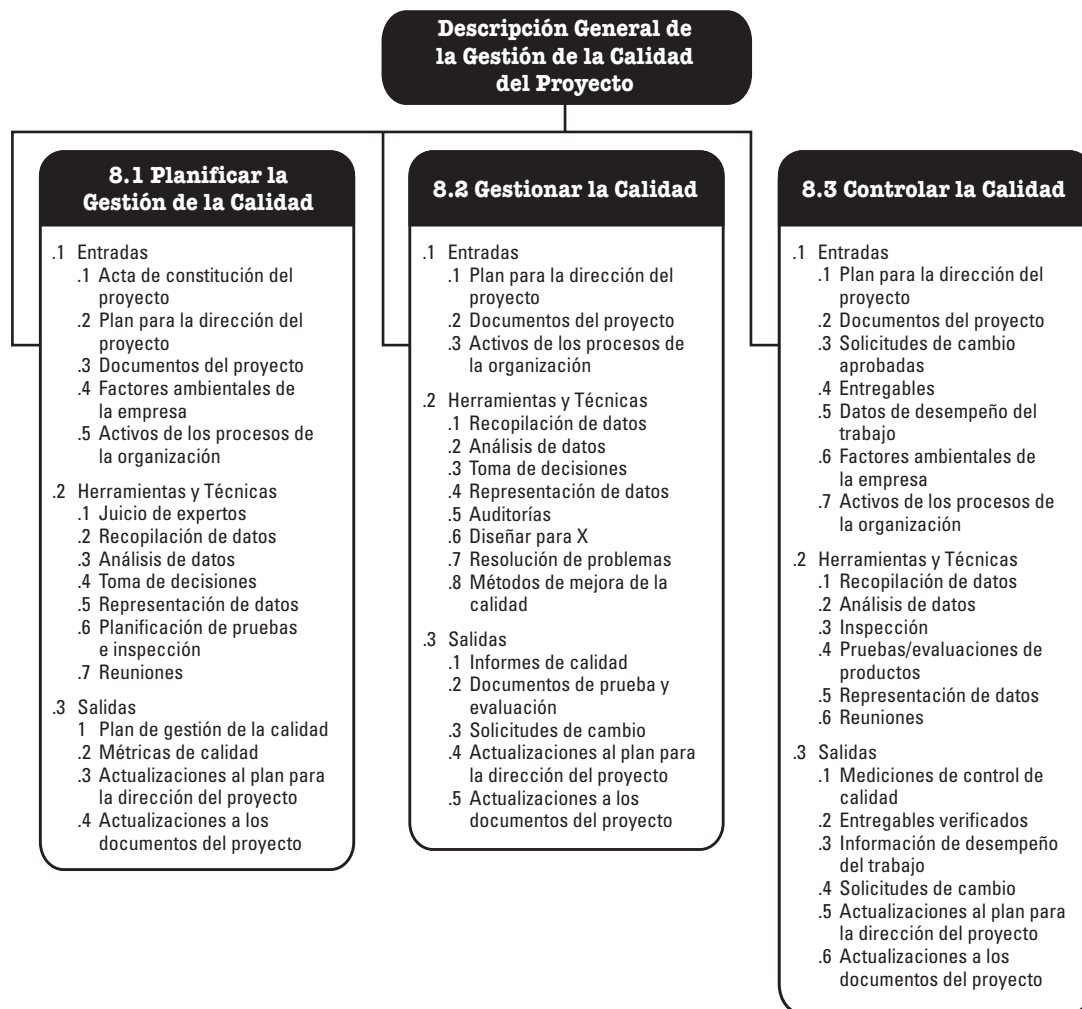 Descripción General de
la Gestión de la Calidad
del Proyecto
8.1 Planificar la
Gestión de la Calidad
.1 Entradas
.1 Acta de constitución del
proyecto
.2 Plan para la dirección del
proyecto
.3 Documentos del proyecto
.4 Factores ambientales de
la empresa
.5 Activos de los procesos de
la organización
.2 Herramientas y Técnicas
.1 Juicio de expertos
.2 Recopilación de datos
.3 Análisis de datos
.4 Toma de decisiones
.5 Representación de datos
.6 Planificación de pruebas
e inspección
.7 Reuniones
.3 Salidas
1 Plan de gestión de la calidad
.2 Métricas de calidad
.3 Actualizaciones al plan para
la dirección del proyecto
.4 Actualizaciones a los
documentos del proyecto
8.2 Gestionar la Calidad
.1 Entradas
.1 Plan para la dirección del
proyecto
.2 Documentos del proyecto
.3 Activos de los procesos de
la organización
.2 Herramientas y Técnicas
.1 Recopilación de datos
.2 Análisis de datos
.3 Toma de decisiones
.4 Representación de datos
.5 Auditorías
.6 Diseñar para X
.7 Resolución de problemas
.8 Métodos de mejora de la
calidad
.3 Salidas
.1 Informes de calidad
.2 Documentos de prueba y
evaluación
.3 Solicitudes de cambio
.4 Actualizaciones al plan para
la dirección del proyecto
.5 Actualizaciones a los
documentos del proyecto
8.3 Controlar la Calidad
.1 Entradas
.1 Plan para la dirección del
proyecto
.2 Documentos del proyecto
.3 Solicitudes de cambio
aprobadas
.4 Entregables
.5 Datos de desempeño del
trabajo
.6 Factores ambientales de
la empresa
.7 Activos de los procesos de
la organización
.2 Herramientas y Técnicas
.1 Recopilación de datos
.2 Análisis de datos
.3 Inspección
.4 Pruebas/evaluaciones de
productos
.5 Representación de datos
.6 Reuniones
.3 Salidas
.1 Mediciones de control de
calidad
.2 Entregables verificados
.3 Información de desempeño
del trabajo
.4 Solicitudes de cambio
.5 Actualizaciones al plan para
la dirección del proyecto
.6 Actualizaciones a los
documentos del proyecto